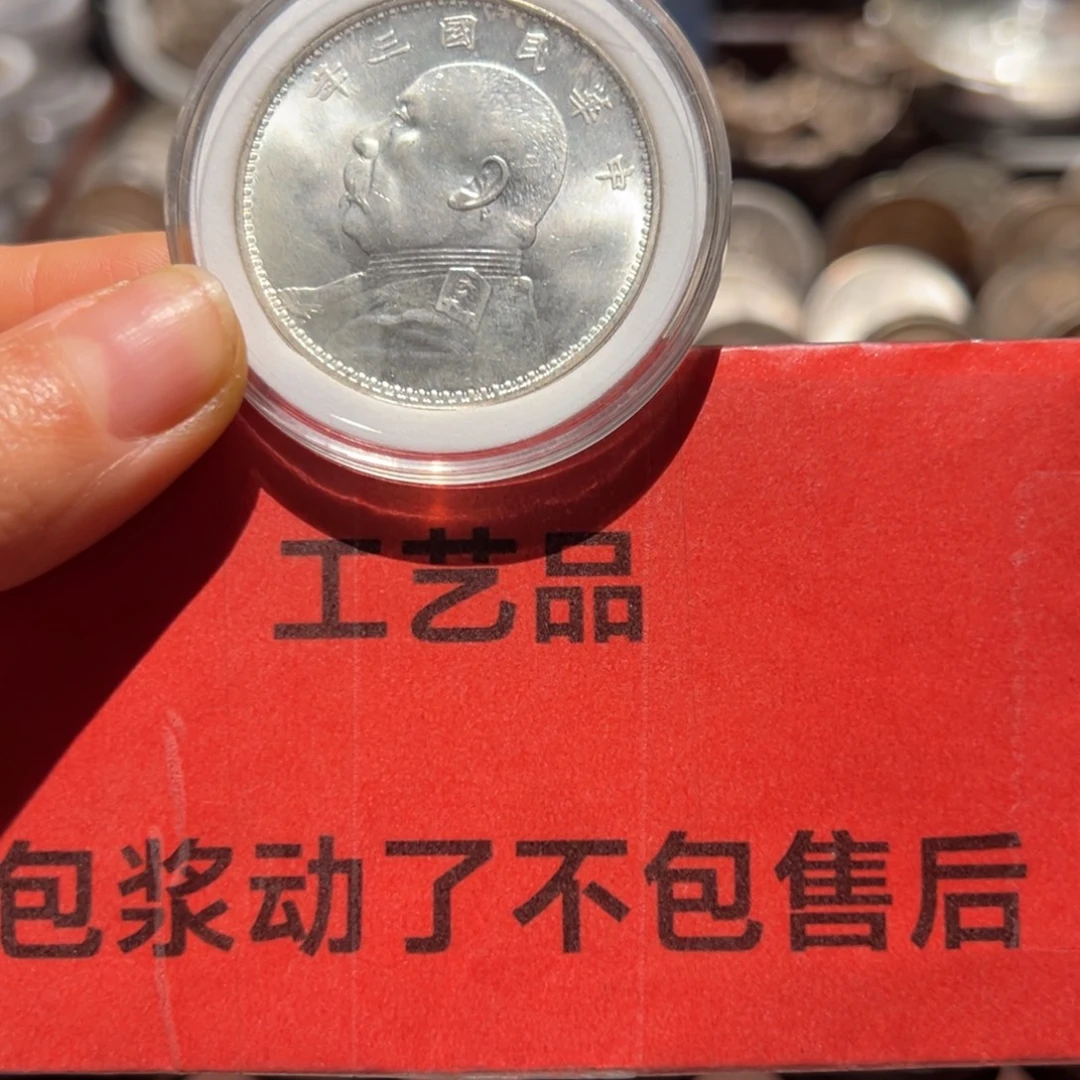 中華民國三年
工艺品
包浆动了不包售后